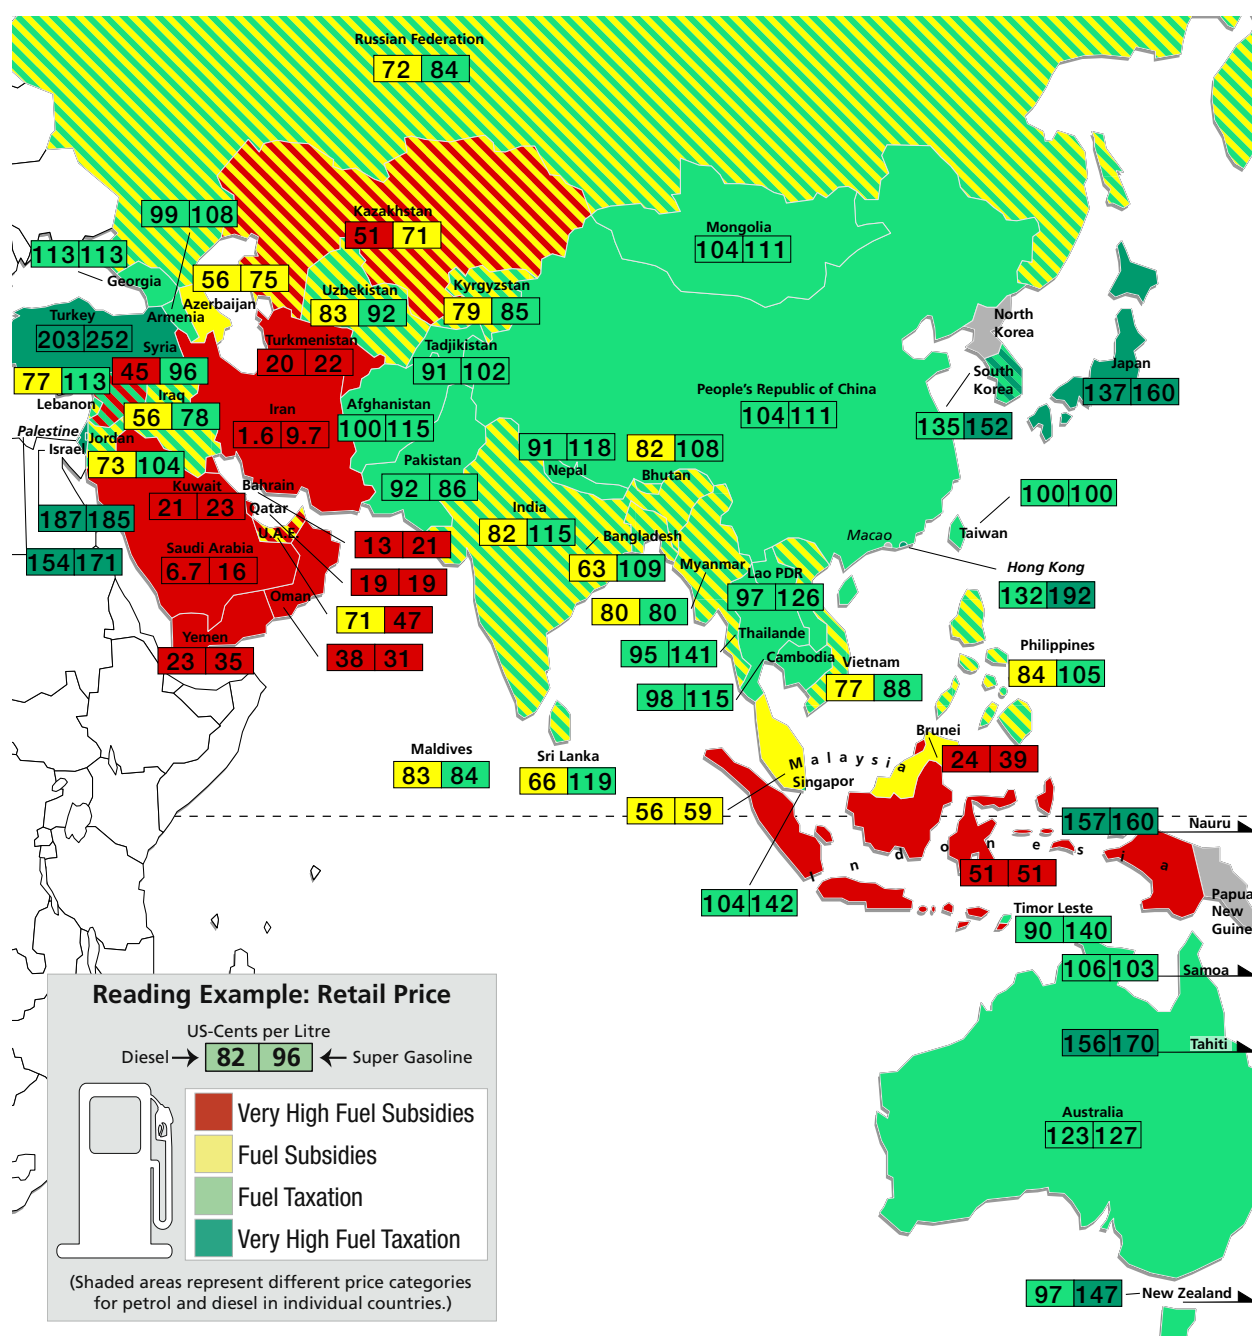 Russian Federation
72 84
99 108
Kazakhstan
51 71
Mongolia
104 111
113 113
Georgia
56 75
Azerbaijan
Uzbekistan
83 92
Kyrgyzstan
79 85
Turkey
203 252
Armenia
North
Korea
Syria
45 96
Turkmenistan
20 22
Tadjikistan
91 102
South
Korea
Japan
137 160
77 113
Lebanon
Iraq
56 78
Iran
1.6 9.7
Afghanistan
100 115
People's Republic of China
104 111
135 152
Palestine
Israel
Jordan
73 104
91 118
Nepal
82 108
Bhutan
Pakistan
92 86
Kuwait
21 23
Bahrain
Qatar
U.A.E.
India
82 115
100 100
Taiwan
187 185
Bangladesh
63 109
Macao
154 171
Saudi Arabia
6.7 16
13 21
Myanmar
Lao PDR
97 126
Hong Kong
132 192
19 19
Oman
71 47
80 80
Thailande
95 141
Yemen
23 35
38 31
Cambodia
98 115
Vietnam
77 88
Philippines
84 105
Maldives
83 84
Sri Lanka
66 119
Brunei
24 39
Malaysia
Singapor
56 59
157 160
Nauru
Indonesia
51 51
104 142
Papua
New
Guine
Timor Leste
90 140
106 103
Samoa
156 170
Tahiti
Australia
123 127
97 147
New Zealand
Reading Example: Retail Price
US-Cents per Litre
Diesel 82 96 Super Gasoline
Very High Fuel Subsidies
Fuel Subsidies
Fuel Taxation
Very High Fuel Taxation
(Shaded areas represent different price categories
for petrol and diesel in individual countries.)